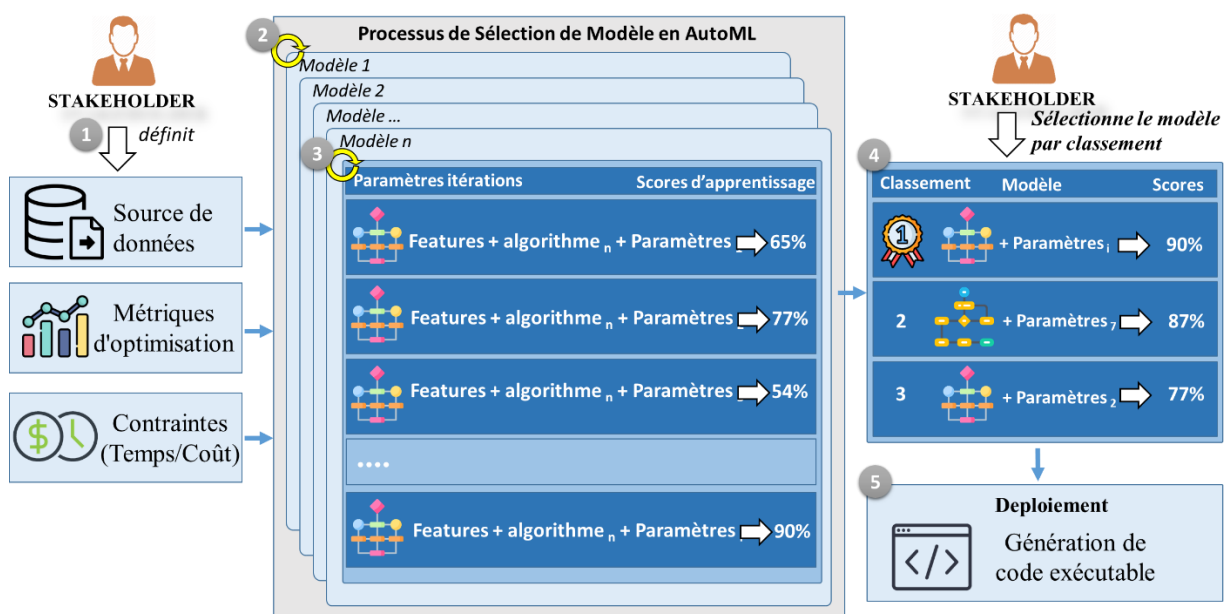 STAKEHOLDER
1
définit
Source de
données
Métriques
d'optimisation
$
Contraintes
(Temps/Coût)
2
Processus de Sélection de Modèle en AutoML
Modèle 1
Modèle 2
Modèle ...
Modèle n
3
Paramètres itérations Scores d'apprentissage
Features + algorithme n + Paramètres 65%
Features + algorithme n + Paramètres 77%
Features + algorithme n + Paramètres 54%
....
Features + algorithme n + Paramètres 90%
STAKEHOLDER
Sélectionne le modèle
par classement
4
Classement Modèle Scores
1 + Paramètres i 90%
2 + Paramètres 7 87%
3 + Paramètres 2 77%
5
Deploiement
</>
Génération de
code exécutable